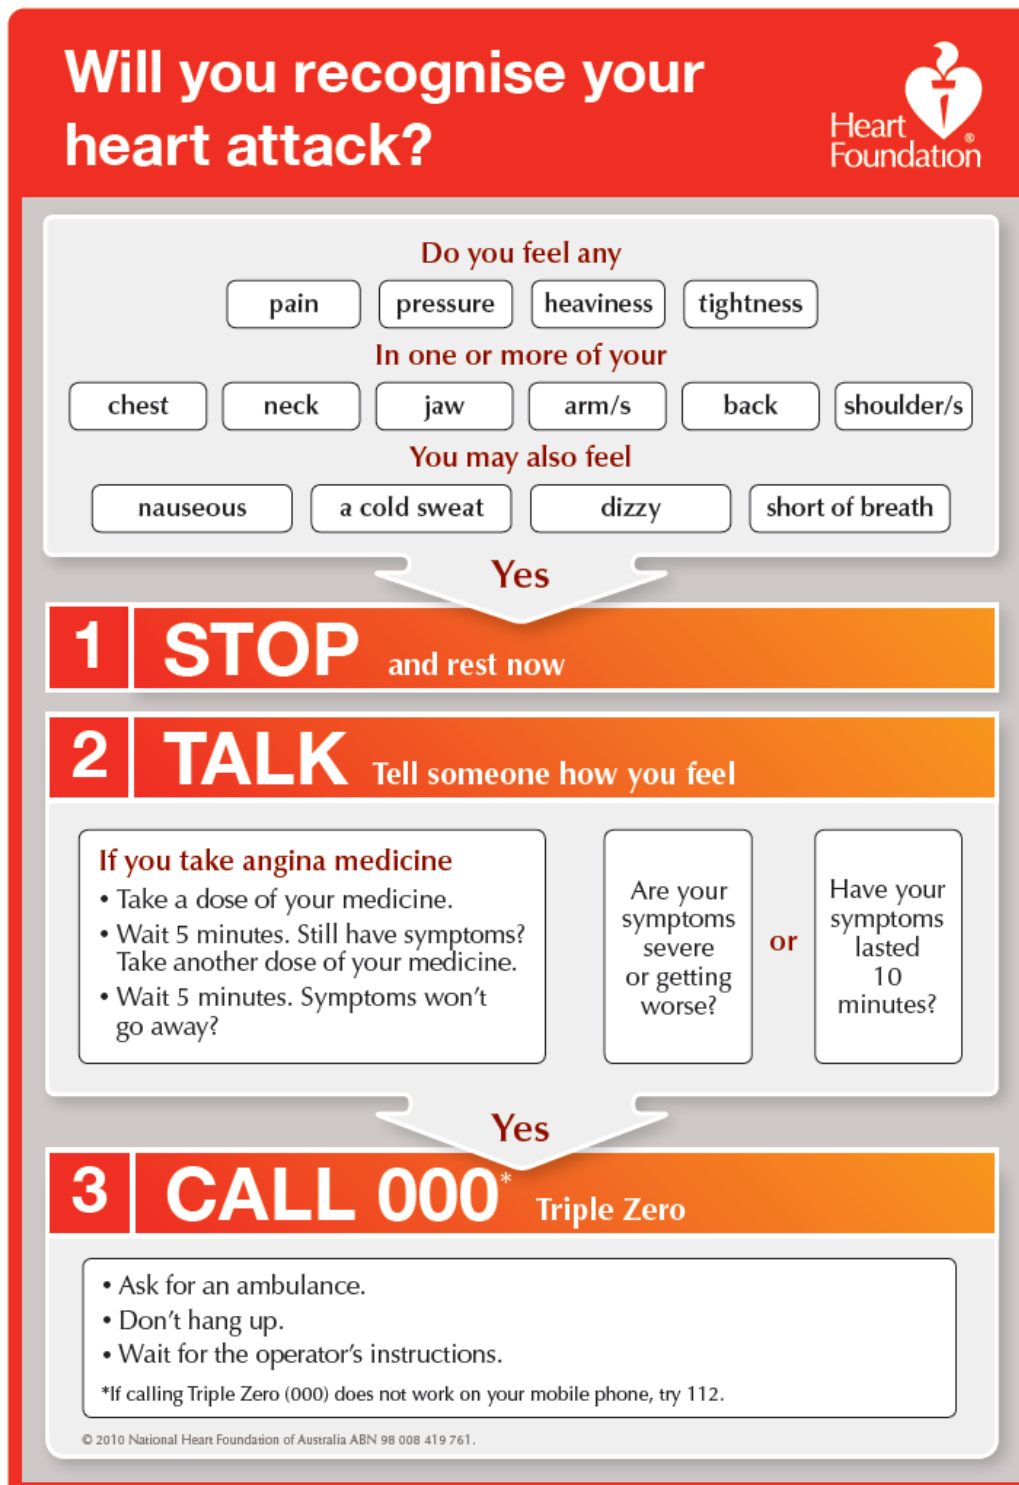 Will you recognise your
heart attack?
Heart
Foundation
®
Do you feel any
pain pressure heaviness tightness
In one or more of your
chest neck jaw arm/s back shoulder/s
You may also feel
nauseous a cold sweat dizzy short of breath
Yes
1 STOP and rest now
2 TALK Tell someone how you feel
If you take angina medicine
• Take a dose of your medicine.
• Wait 5 minutes. Still have symptoms?
Take another dose of your medicine.
• Wait 5 minutes. Symptoms won't
go away?
Are your
symptoms
severe
or getting
worse?
or
Have your
symptoms
lasted
10
minutes?
Yes
3 CALL 000* Triple Zero
• Ask for an ambulance.
• Don't hang up.
• Wait for the operator's instructions.
*If calling Triple Zero (000) does not work on your mobile phone, try 112.
© 2010 National Heart Foundation of Australia ABN 98 008 419 761.